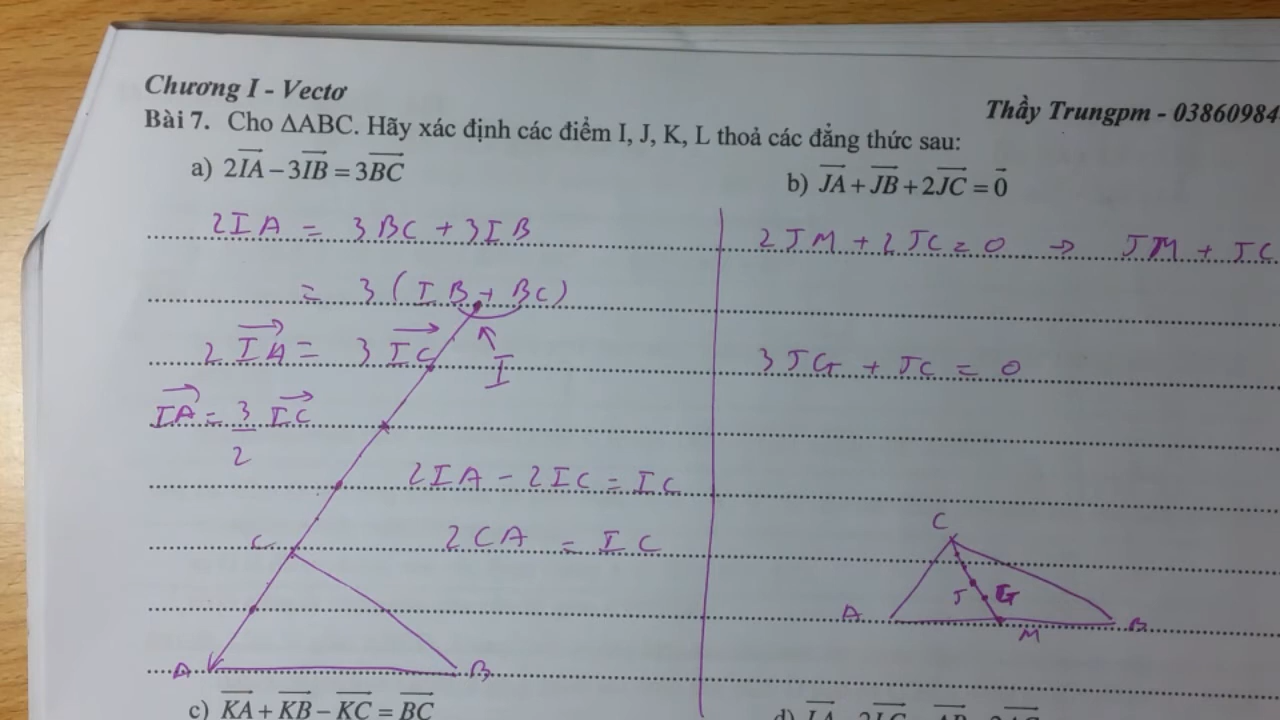 Chương I - Vectơ
Thầy Trungpm - 03860984
Bài 7. Cho ΔABC. Hãy xác định các điểm I, J, K, L thoả các đẳng thức sau:
a) 2IA⃗ − 3IB⃗ = 3BC⃗
b) JA⃗ + JB⃗ + 2JC⃗ = 0⃗
2IA = 3BC + 3IB
= 3(IB + BC)
2IA⃗ = 3IC⃗
I
IA⃗ = 3/2 IC⃗
2IA - 2IC = IC
2CA = IC
C
A
B
2JM + 2JC = 0 → JM + JC
3JG + JC = 0
C
J G
A
B
M
c) KA⃗ + KB⃗ − KC⃗ = BC⃗